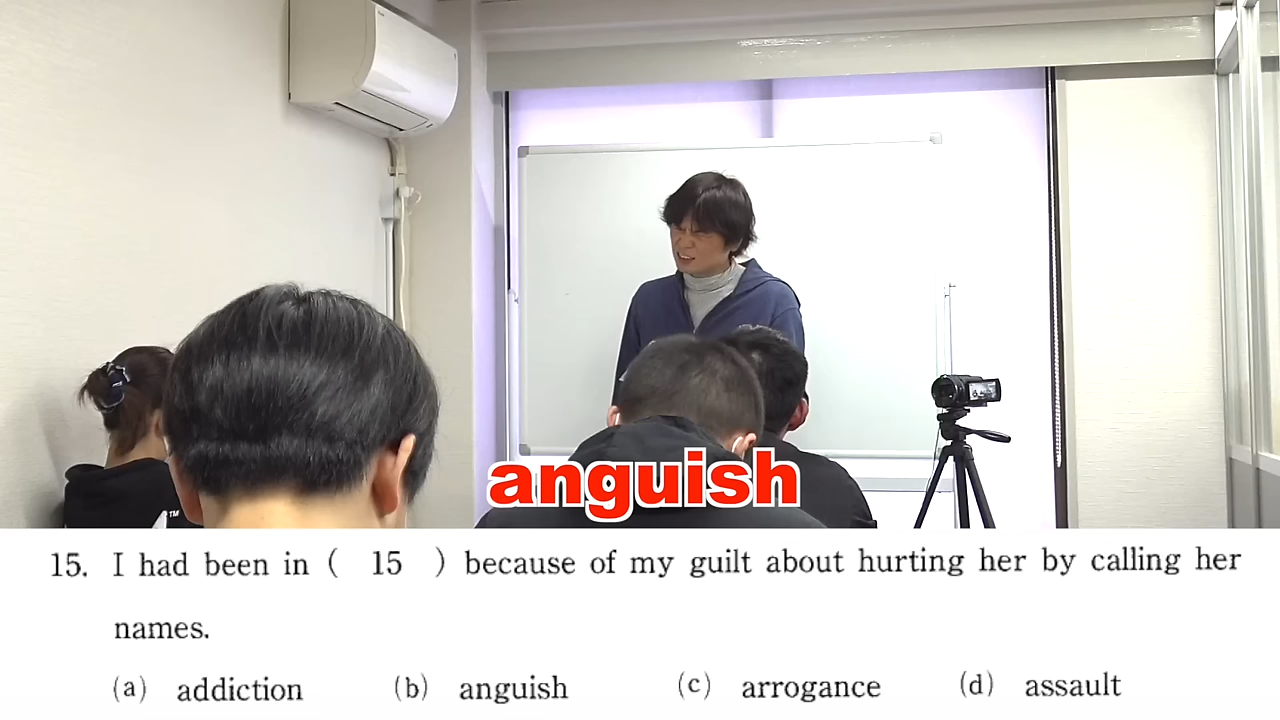 TM
anguish
15. I had been in ( 15 ) because of my guilt about hurting her by calling her
names.
(a) addiction (b) anguish (c) arrogance (d) assault